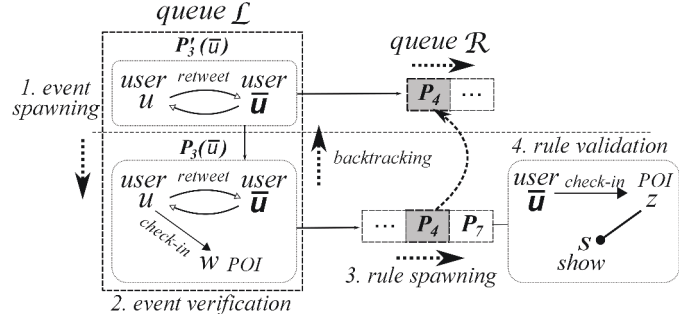 queue L
P′3(ū)
user retweet user
u ū
1. event
spawning
queue R
P4 ...
P3(ū)
backtracking
user retweet user
u ū
check-in
w POI
2. event verification
... P4 P7
3. rule spawning
4. rule validation
user check-in POI
ū z
s
show